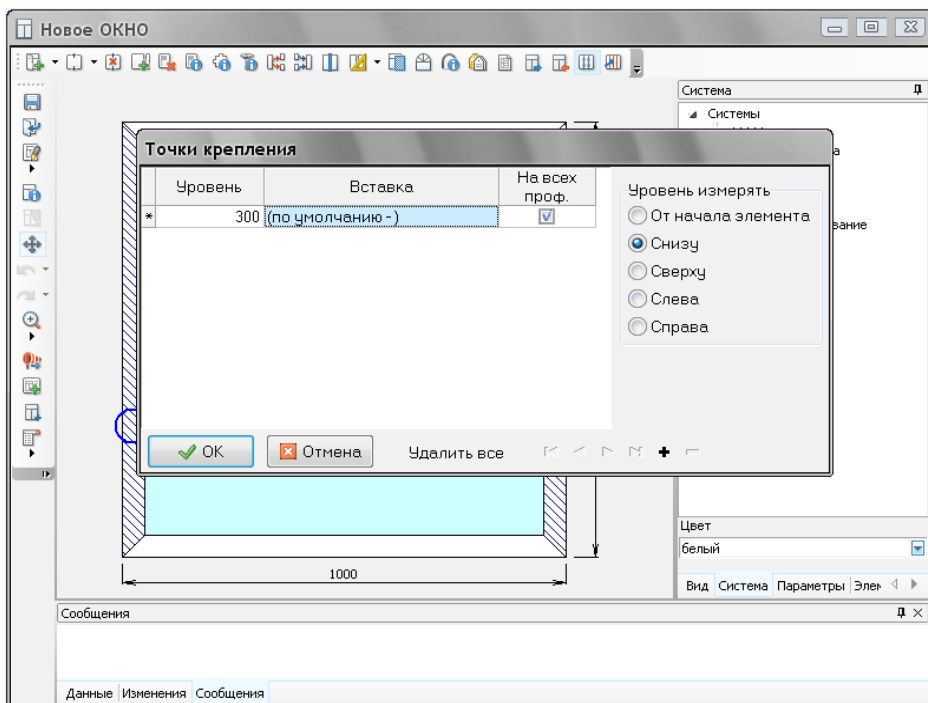 Новое ОКНО
Система
Системы
Точки крепления
Уровень
Вставка
На всех
проф.
300
(по умолчанию -)
Уровень измерять
От начала элемента
Снизу
Сверху
Слева
Справа
вание
OK
Отмена
Удалить все
1000
Цвет
белый
Вид Система Параметры Элем
Сообщения
Данные Изменения Сообщения